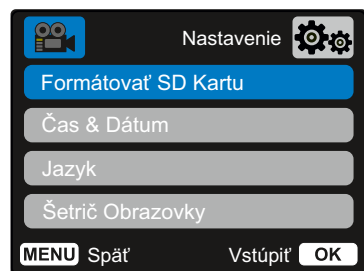 Nastavenie
Formátovať SD Kartu
Čas & Dátum
Jazyk
Šetrič Obrazovky
MENU Späť Vstúpiť OK